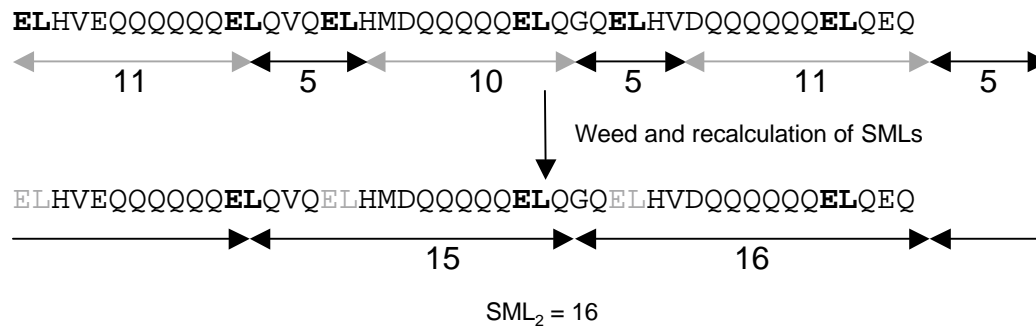 ELHVEQQQQQQELQVQELHMDQQQQQELQGQELHVDQQQQQQELQEQ
11 5 10 5 11 5
Weed and recalculation of SMLs
ELHVEQQQQQQELQVQELHMDQQQQQELQGQELHVDQQQQQQELQEQ
15 16
SML₂ = 16